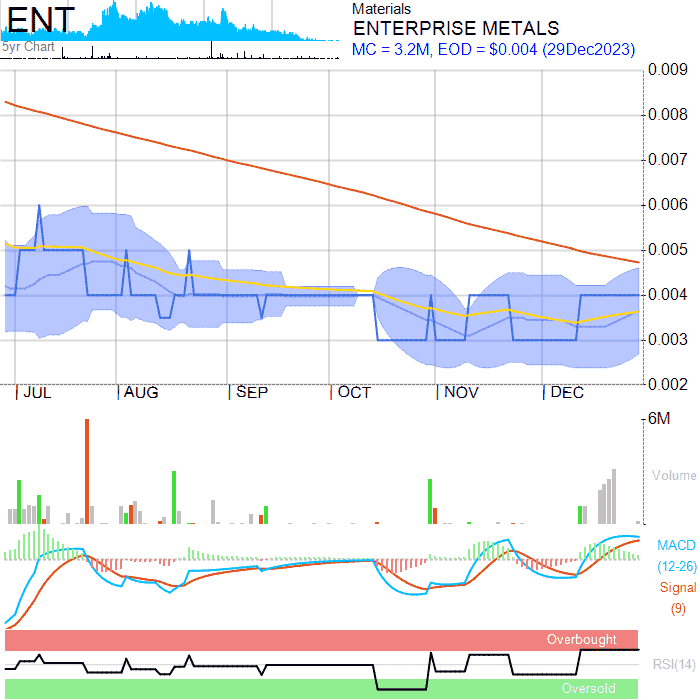 ENT
5yr Chart
Materials
ENTERPRISE METALS
MC = 3.2M, EOD = $0.004 (29Dec2023)
0.009
0.008
0.007
0.006
0.005
0.004
0.003
0.002
JUL AUG SEP OCT NOV DEC
6M
Volume
MACD
(12-26)
Signal
(9)
Overbought
RSI(14)
Oversold